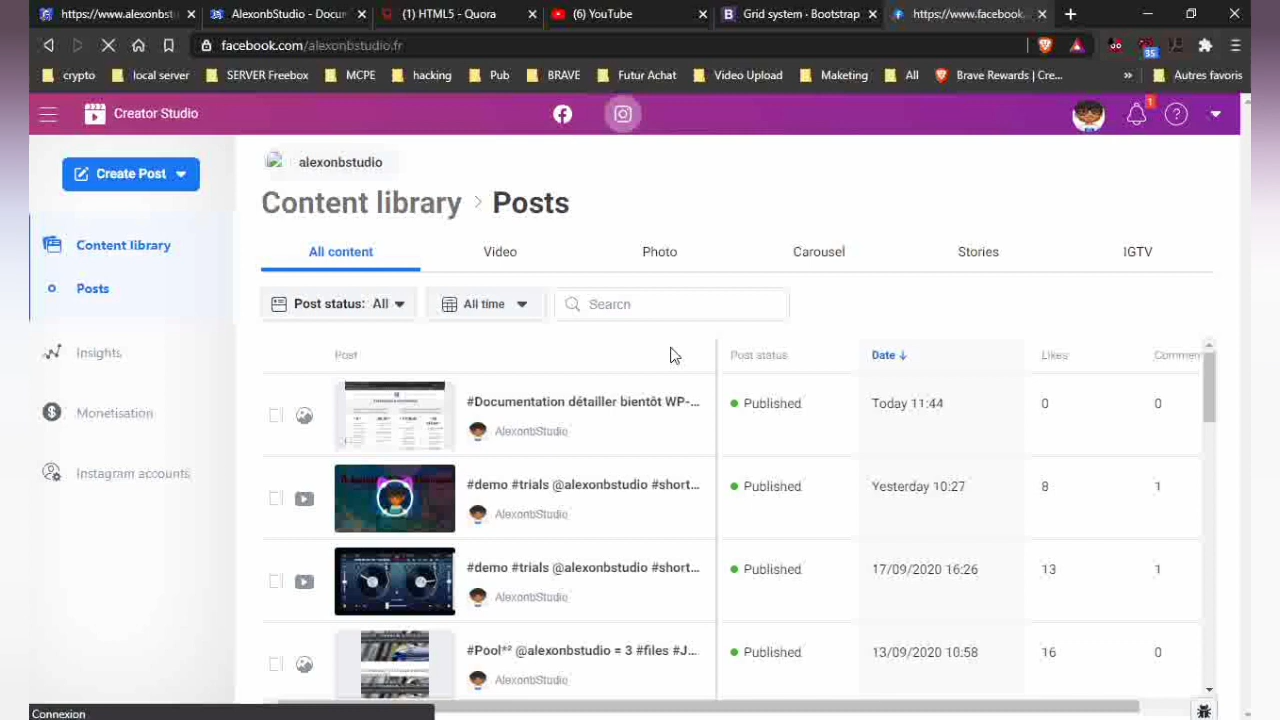 https://www.alexonbst
AlexonbStudio - Docur
(1) HTML5 - Quora
(6) YouTube
Grid system · Bootstrap
https://www.facebook.
facebook.com/alexonbstudio.fr
35
crypto
local server
SERVER Freebox
MCPE
hacking
Pub
BRAVE
Futur Achat
Video Upload
Maketing
All
Brave Rewards | Cre...
»
Autres favoris
Creator Studio
1
Create Post
alexonbstudio
Content library > Posts
Content library
Posts
Insights
Monetisation
Instagram accounts
All content
Video
Photo
Carousel
Stories
IGTV
Post status: All
All time
Search
Post
Post status
Date ↓
Likes
Commen
#Documentation détailler bientôt WP-...
AlexonbStudio
Published
Today 11:44
0
0
#demo #trials @alexonbstudio #short...
AlexonbStudio
Published
Yesterday 10:27
8
1
#demo #trials @alexonbstudio #short...
AlexonbStudio
Published
17/09/2020 16:26
13
1
#Pool*² @alexonbstudio = 3 #files #J...
AlexonbStudio
Published
13/09/2020 10:58
16
0
Connexion